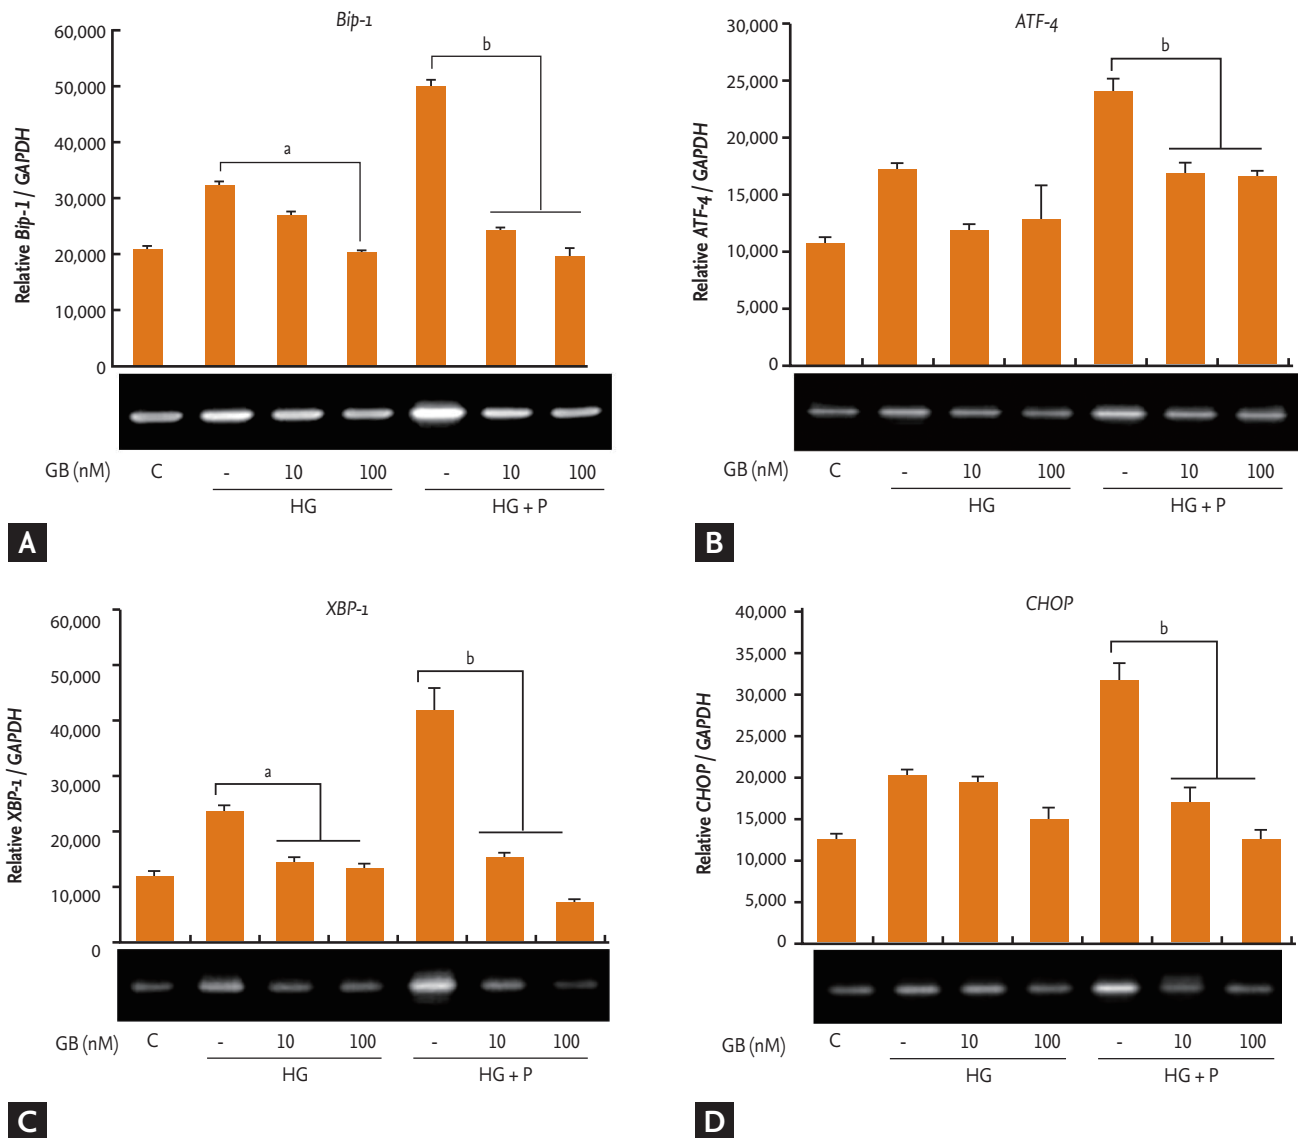 Bip-1
60,000
50,000
40,000
30,000
20,000
10,000
0
Relative Bip-1 / GAPDH
a
b
GB (nM)
C - 10 100 - 10 100
HG HG + P
A
ATF-4
30,000
25,000
20,000
15,000
10,000
5,000
0
Relative ATF-4 / GAPDH
b
GB (nM)
C - 10 100 - 10 100
HG HG + P
B
XBP-1
60,000
50,000
40,000
30,000
20,000
10,000
0
Relative XBP-1 / GAPDH
a
b
GB (nM)
C - 10 100 - 10 100
HG HG + P
C
CHOP
40,000
35,000
30,000
25,000
20,000
15,000
10,000
5,000
0
Relative CHOP / GAPDH
b
GB (nM)
C - 10 100 - 10 100
HG HG + P
D